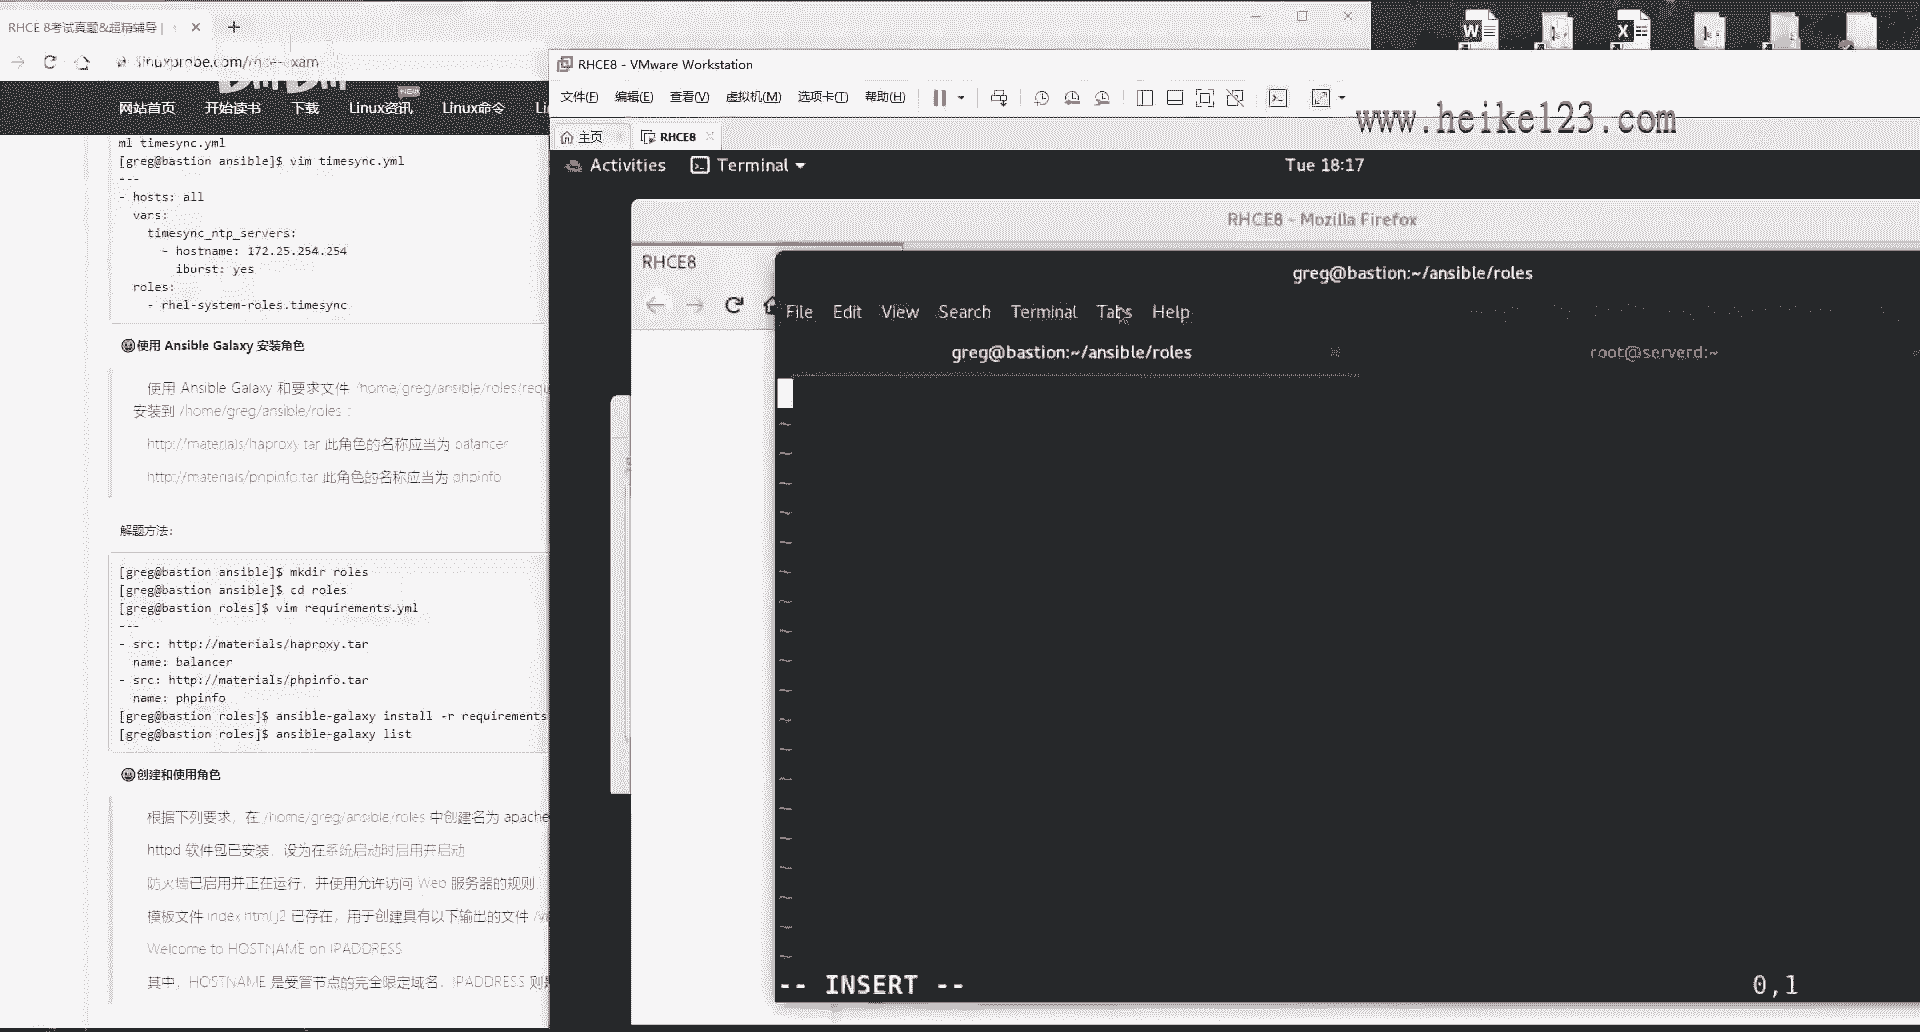 RHCE 8考试真题&超精辅导 |
linuxprobe.com/
网站首页 开始读书 下载 Linux资讯 Linux命令
ml timesync.yml
[greg@bastion ansible]$ vim timesync.yml
---
- hosts: all
vars:
timesync_ntp_servers:
- hostname: 172.25.254.254
iburst: yes
roles:
- rhel-system-roles.timesync
使用 Ansible Galaxy 安装角色
使用 Ansible Galaxy 和要求文件 /home/greg/ansible/roles/requ
安装到 /home/greg/ansible/roles :
http://materials/haproxy.tar 此角色的名称应当为 balancer
http://materials/phpinfo.tar 此角色的名称应当为 phpinfo
解题方法:
[greg@bastion ansible]$ mkdir roles
[greg@bastion ansible]$ cd roles
[greg@bastion roles]$ vim requirements.yml
---
- src: http://materials/haproxy.tar
name: balancer
- src: http://materials/phpinfo.tar
name: phpinfo
[greg@bastion roles]$ ansible-galaxy install -r requirements
[greg@bastion roles]$ ansible-galaxy list
创建和使用角色
根据下列要求，在 /home/greg/ansible/roles 中创建名为 apache
httpd 软件包已安装，设为在系统启动时启用并启动
防火墙已启用并正在运行，并使用允许访问 Web 服务器的规则
模板文件 index.html.j2 已存在，用于创建具有以下输出的文件
Welcome to HOSTNAME on IPADDRESS
其中，HOSTNAME 是受管节点的完全限定域名，IPADDRESS 则是
RHCE8 - VMware Workstation
文件(F) 编辑(E) 查看(V) 虚拟机(M) 选项卡(T) 帮助(H)
www.heike123.com
主页 RHCE8
Activities Terminal Tue 18:17
RHCE8 - Mozilla Firefox
RHCE8
greg@bastion:~/ansible/roles
File Edit View Search Terminal Tabs Help
greg@bastion:~/ansible/roles root@serverd:~
-- INSERT -- 0,1